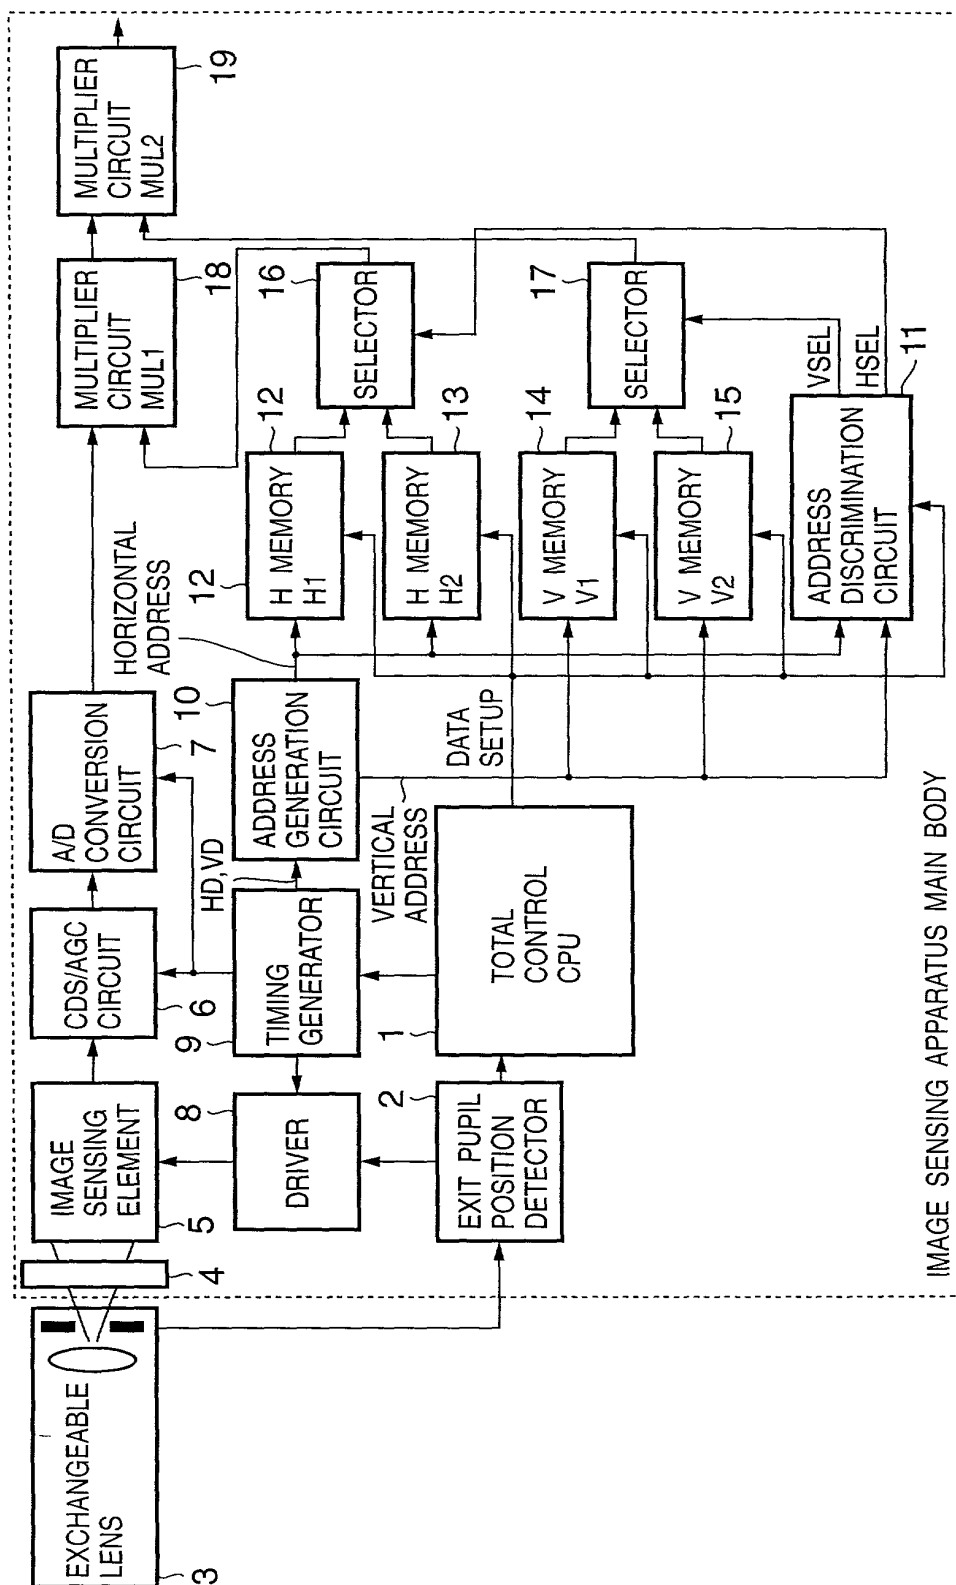 EXCHANGEABLE
LENS
3
4
IMAGE
SENSING
ELEMENT
5
CDS/AGC
CIRCUIT
6
A/D
CONVERSION
CIRCUIT
7
MULTIPLIER
CIRCUIT
MUL1
18
MULTIPLIER
CIRCUIT
MUL2
19
DRIVER
8
TIMING
GENERATOR
9
HD,VD
ADDRESS
GENERATION
CIRCUIT
10
HORIZONTAL
ADDRESS
VERTICAL
ADDRESS
EXIT PUPIL
POSITION
DETECTOR
2
TOTAL
CONTROL
CPU
1
DATA
SETUP
H MEMORY
H1
12
12
H MEMORY
H2
13
SELECTOR
16
V MEMORY
V1
14
V MEMORY
V2
15
SELECTOR
17
ADDRESS
DISCRIMINATION
CIRCUIT
11
VSEL
HSEL
IMAGE SENSING APPARATUS MAIN BODY